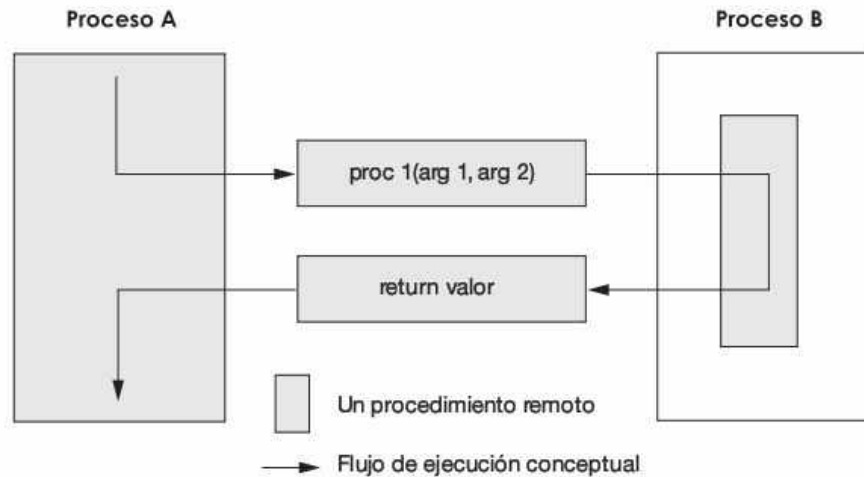 Proceso A
Proceso B
proc 1(arg 1, arg 2)
return valor
Un procedimiento remoto
Flujo de ejecución conceptual